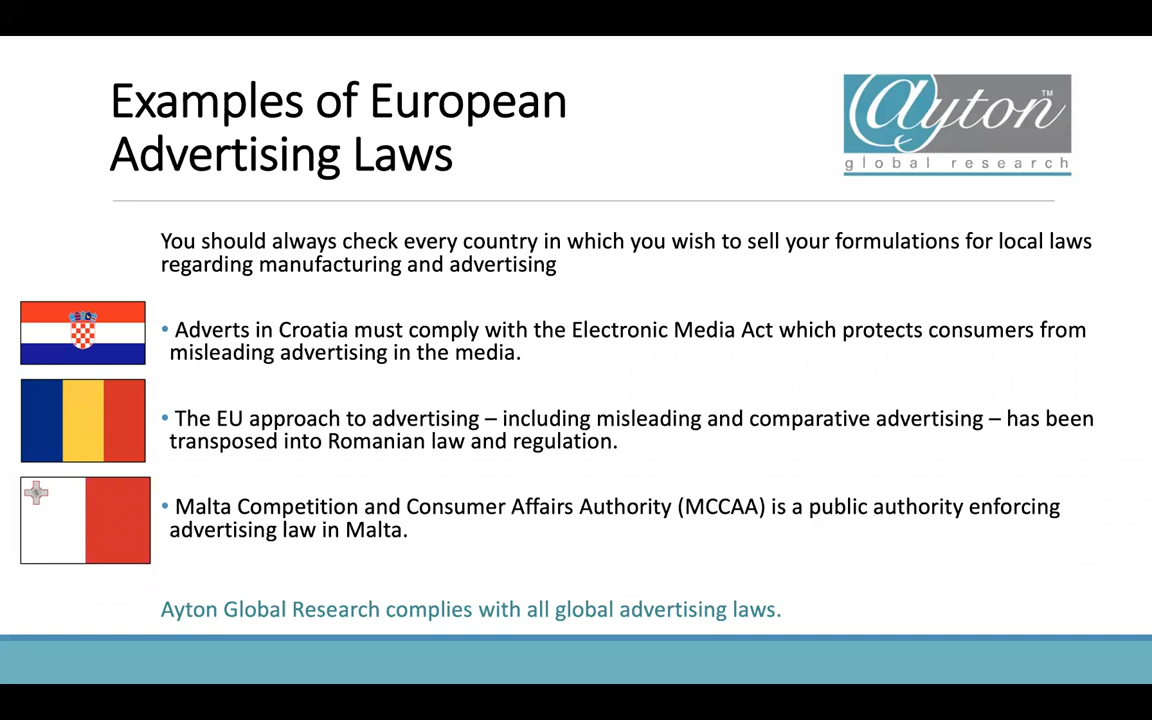 Examples of European
Advertising Laws
@yton™
global research
You should always check every country in which you wish to sell your formulations for local laws
regarding manufacturing and advertising
• Adverts in Croatia must comply with the Electronic Media Act which protects consumers from
misleading advertising in the media.
• The EU approach to advertising – including misleading and comparative advertising – has been
transposed into Romanian law and regulation.
• Malta Competition and Consumer Affairs Authority (MCCAA) is a public authority enforcing
advertising law in Malta.
Ayton Global Research complies with all global advertising laws.